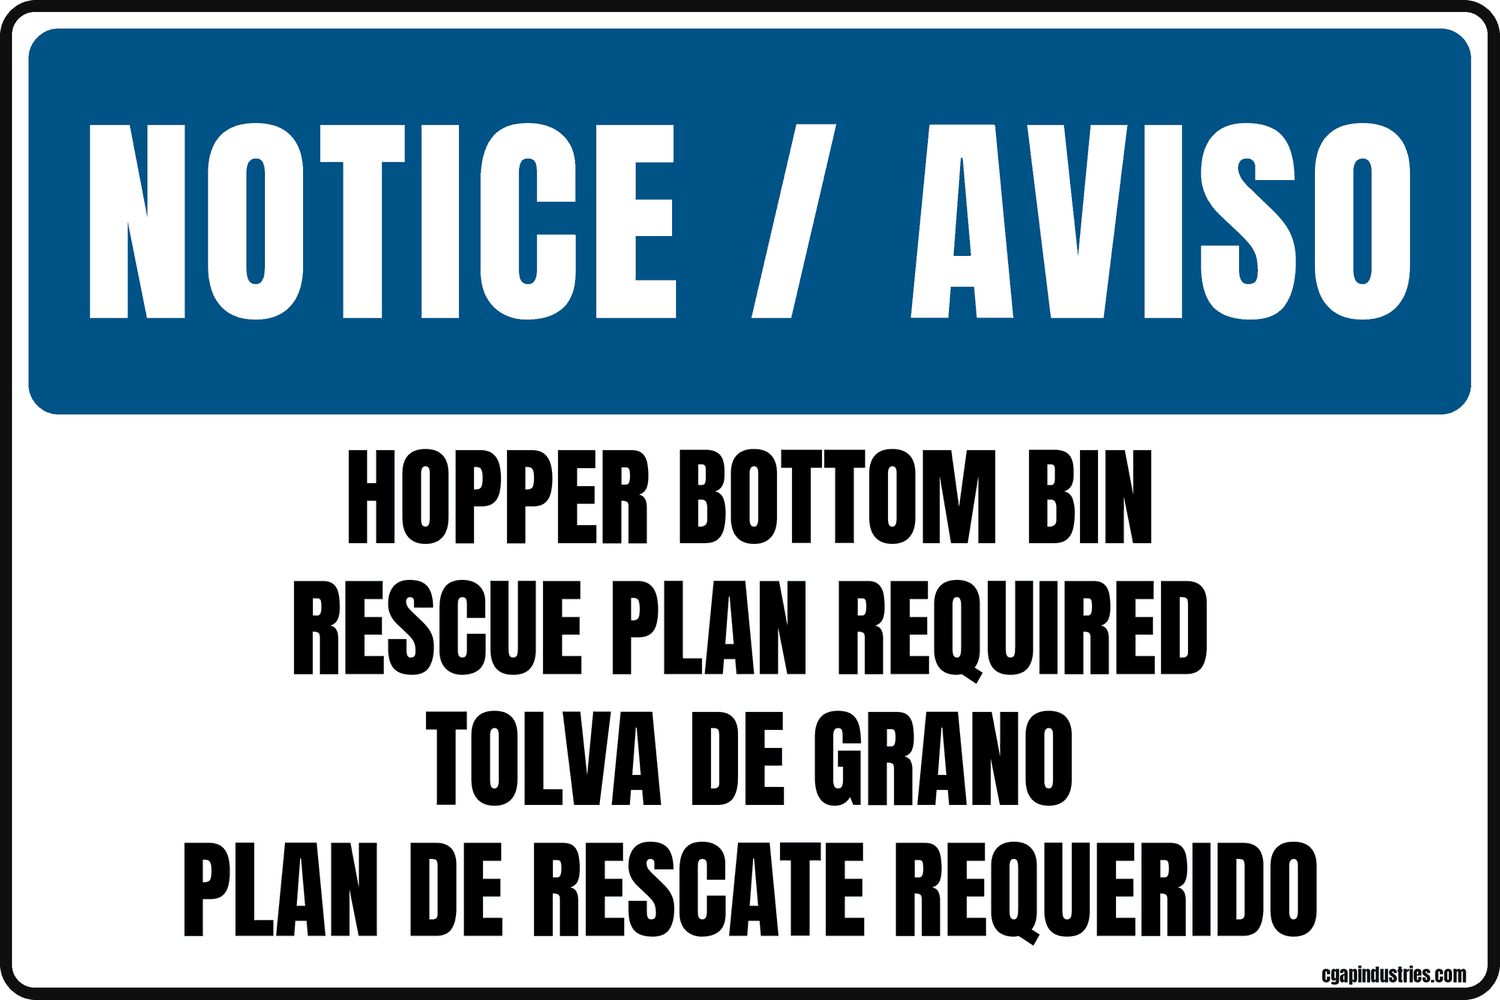 NOTICE / AVISO
HOPPER BOTTOM BIN
RESCUE PLAN REQUIRED
TOLVA DE GRANO
PLAN DE RESCATE REQUERIDO
cgapindustries.com